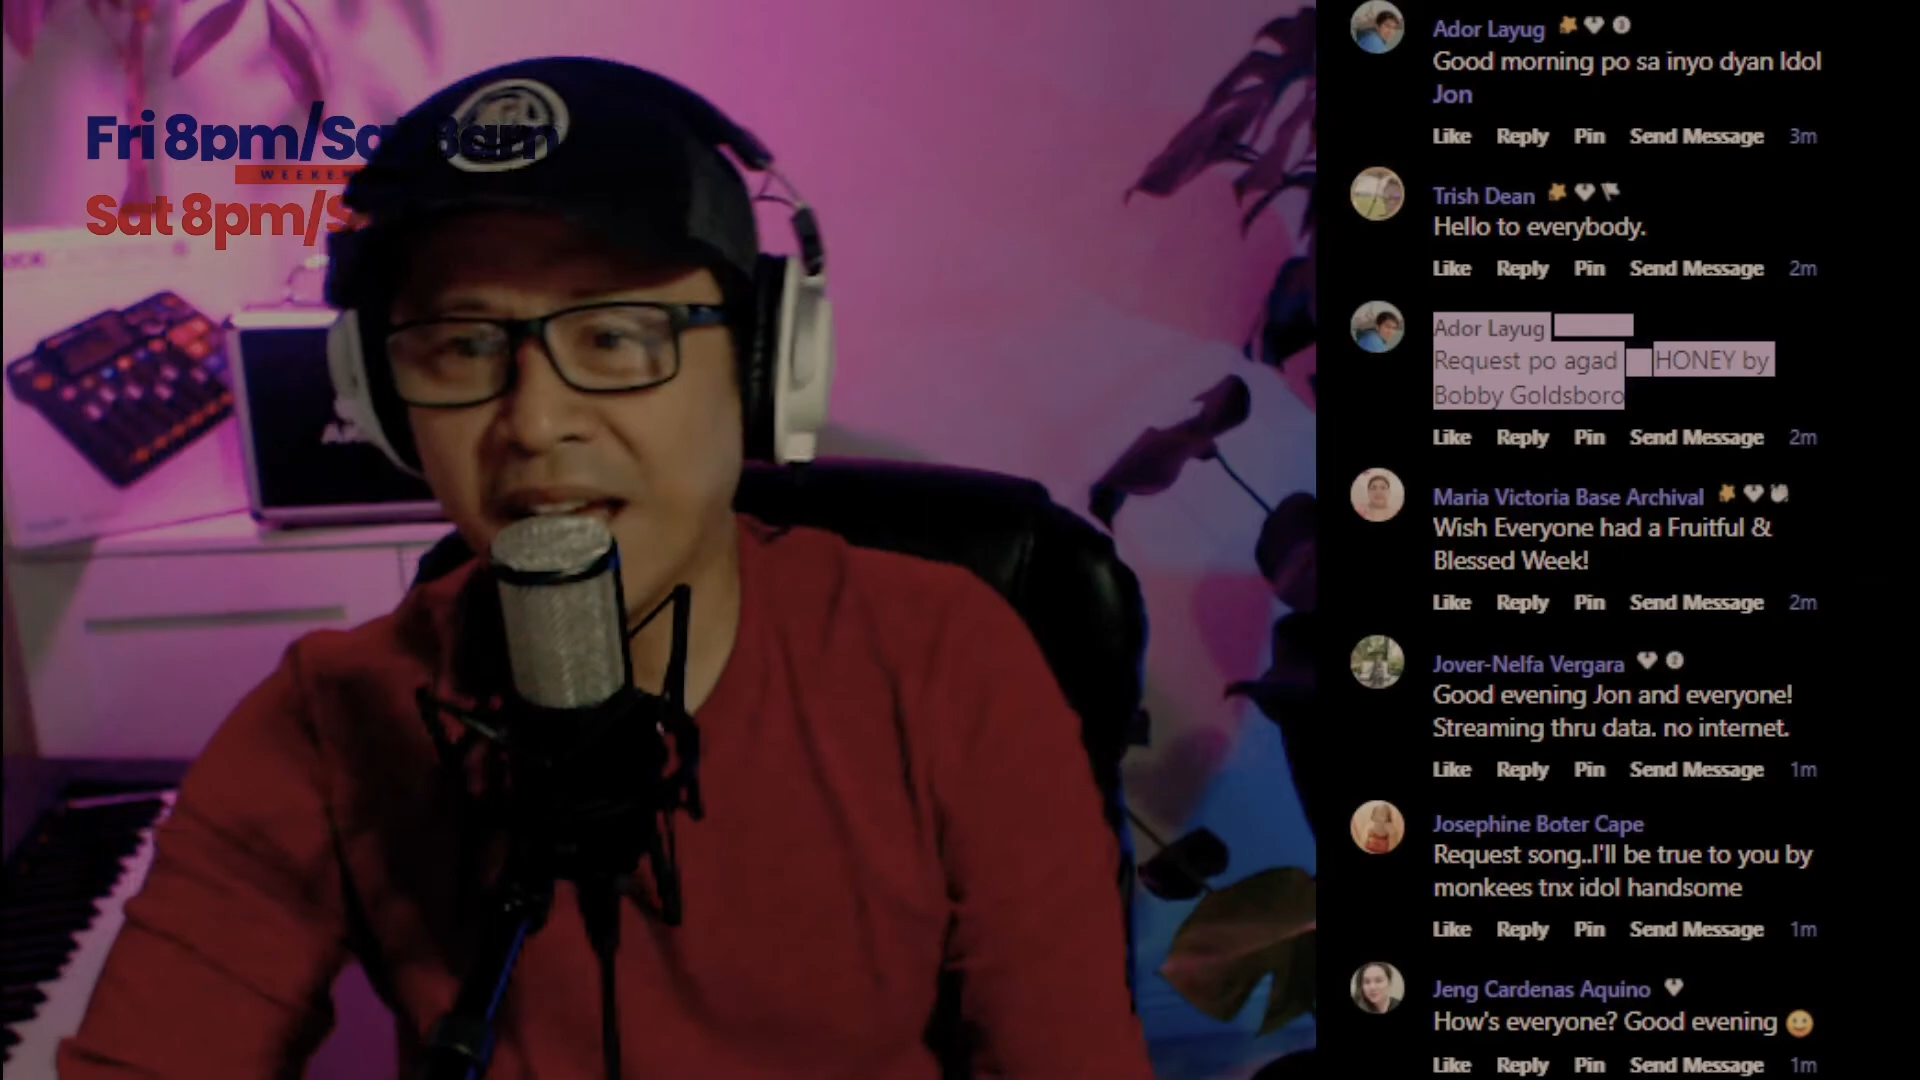 Fri 8pm/Sat 8am
WEEKEN
Sat 8pm/S
Ador Layug
Good morning po sa inyo dyan Idol
Jon
Like Reply Pin Send Message 3m
Trish Dean
Hello to everybody.
Like Reply Pin Send Message 2m
Ador Layug
Request po agad HONEY by
Bobby Goldsboro
Like Reply Pin Send Message 2m
Maria Victoria Base Archival
Wish Everyone had a Fruitful &
Blessed Week!
Like Reply Pin Send Message 2m
Jover-Nelfa Vergara
Good evening Jon and everyone!
Streaming thru data. no internet.
Like Reply Pin Send Message 1m
Josephine Boter Cape
Request song..I'll be true to you by
monkees tnx idol handsome
Like Reply Pin Send Message 1m
Jeng Cardenas Aquino
How's everyone? Good evening 🙂
Like Reply Pin Send Message 1m